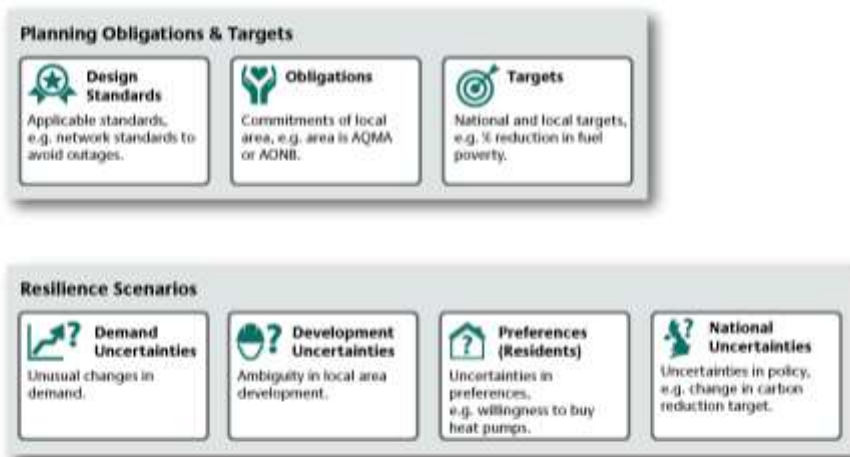 Planning Obligations & Targets
Design
Standards
Applicable standards,
e.g. network standards to
avoid outages.
Obligations
Commitments of local
area, e.g. area is AQMA
or AONB.
Targets
National and local targets,
e.g. % reduction in fuel
poverty.
Resilience Scenarios
? Demand
Uncertainties
Unusual changes in
demand.
? Development
Uncertainties
Ambiguity in local area
development.
? Preferences
(Residents)
Uncertainties in
preferences,
e.g. willingness to buy
heat pumps.
? National
Uncertainties
Uncertainties in policy,
e.g. change in carbon
reduction target.